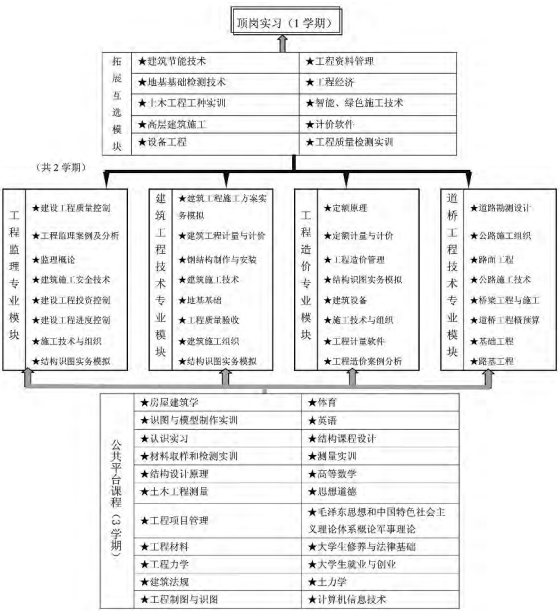 顶岗实习（1 学期）
拓展互选模块
★建筑节能技术
★工程资料管理
★地基基础检测技术
★工程经济
★土木工程工种实训
★智能、绿色施工技术
★高层建筑施工
★计价软件
★设备工程
★工程质量检测实训
（共 2 学期）
工程监理专业模块
★建设工程质量控制
★工程监理案例及分析
★监理概论
★建筑施工安全技术
★建设工程投资控制
★建设工程进度控制
★施工技术与组织
★结构识图实务模拟
建筑工程技术专业模块
★建筑工程施工方案实
务模拟
★建筑工程计量与计价
★钢结构制作与安装
★建筑施工技术
★地基基础
★工程质量验收
★建筑施工组织
★结构识图实务模拟
工程造价专业模块
★定额原理
★定额计量与计价
★工程造价管理
★结构识图实务模拟
★建筑设备
★施工技术与组织
★工程计量软件
★工程造价案例分析
道桥工程技术专业模块
★道路勘测设计
★公路施工组织
★路面工程
★公路施工技术
★桥梁工程与施工
★道桥工程概预算
★基础工程
★路基工程
公共平台课程（3 学期）
★房屋建筑学
★体育
★识图与模型制作实训
★英语
★认识实习
★结构课程设计
★材料取样和检测实训
★测量实训
★结构设计原理
★高等数学
★土木工程测量
★思想道德
★工程项目管理
★毛泽东思想和中国特色社会主
义理论体系概论军事理论
★工程材料
★大学生修养与法律基础
★工程力学
★大学生就业与创业
★建筑法规
★土力学
★工程制图与识图
★计算机信息技术